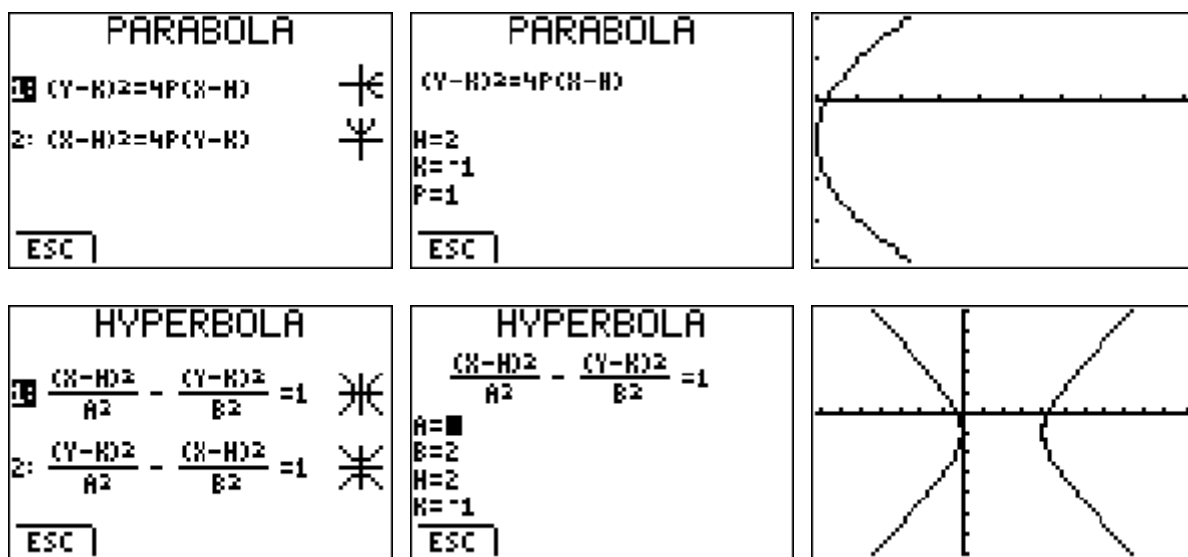 PARABOLA
1: (Y-K)2=4P(X-H)
2: (X-H)2=4P(Y-K)
ESC
PARABOLA
(Y-K)2=4P(X-H)
H=2
K=-1
P=1
ESC
HYPERBOLA
1: (X-H)2/A2 - (Y-K)2/B2 =1
2: (Y-K)2/A2 - (X-H)2/B2 =1
ESC
HYPERBOLA
(X-H)2/A2 - (Y-K)2/B2 =1
A=
B=2
H=2
K=-1
ESC